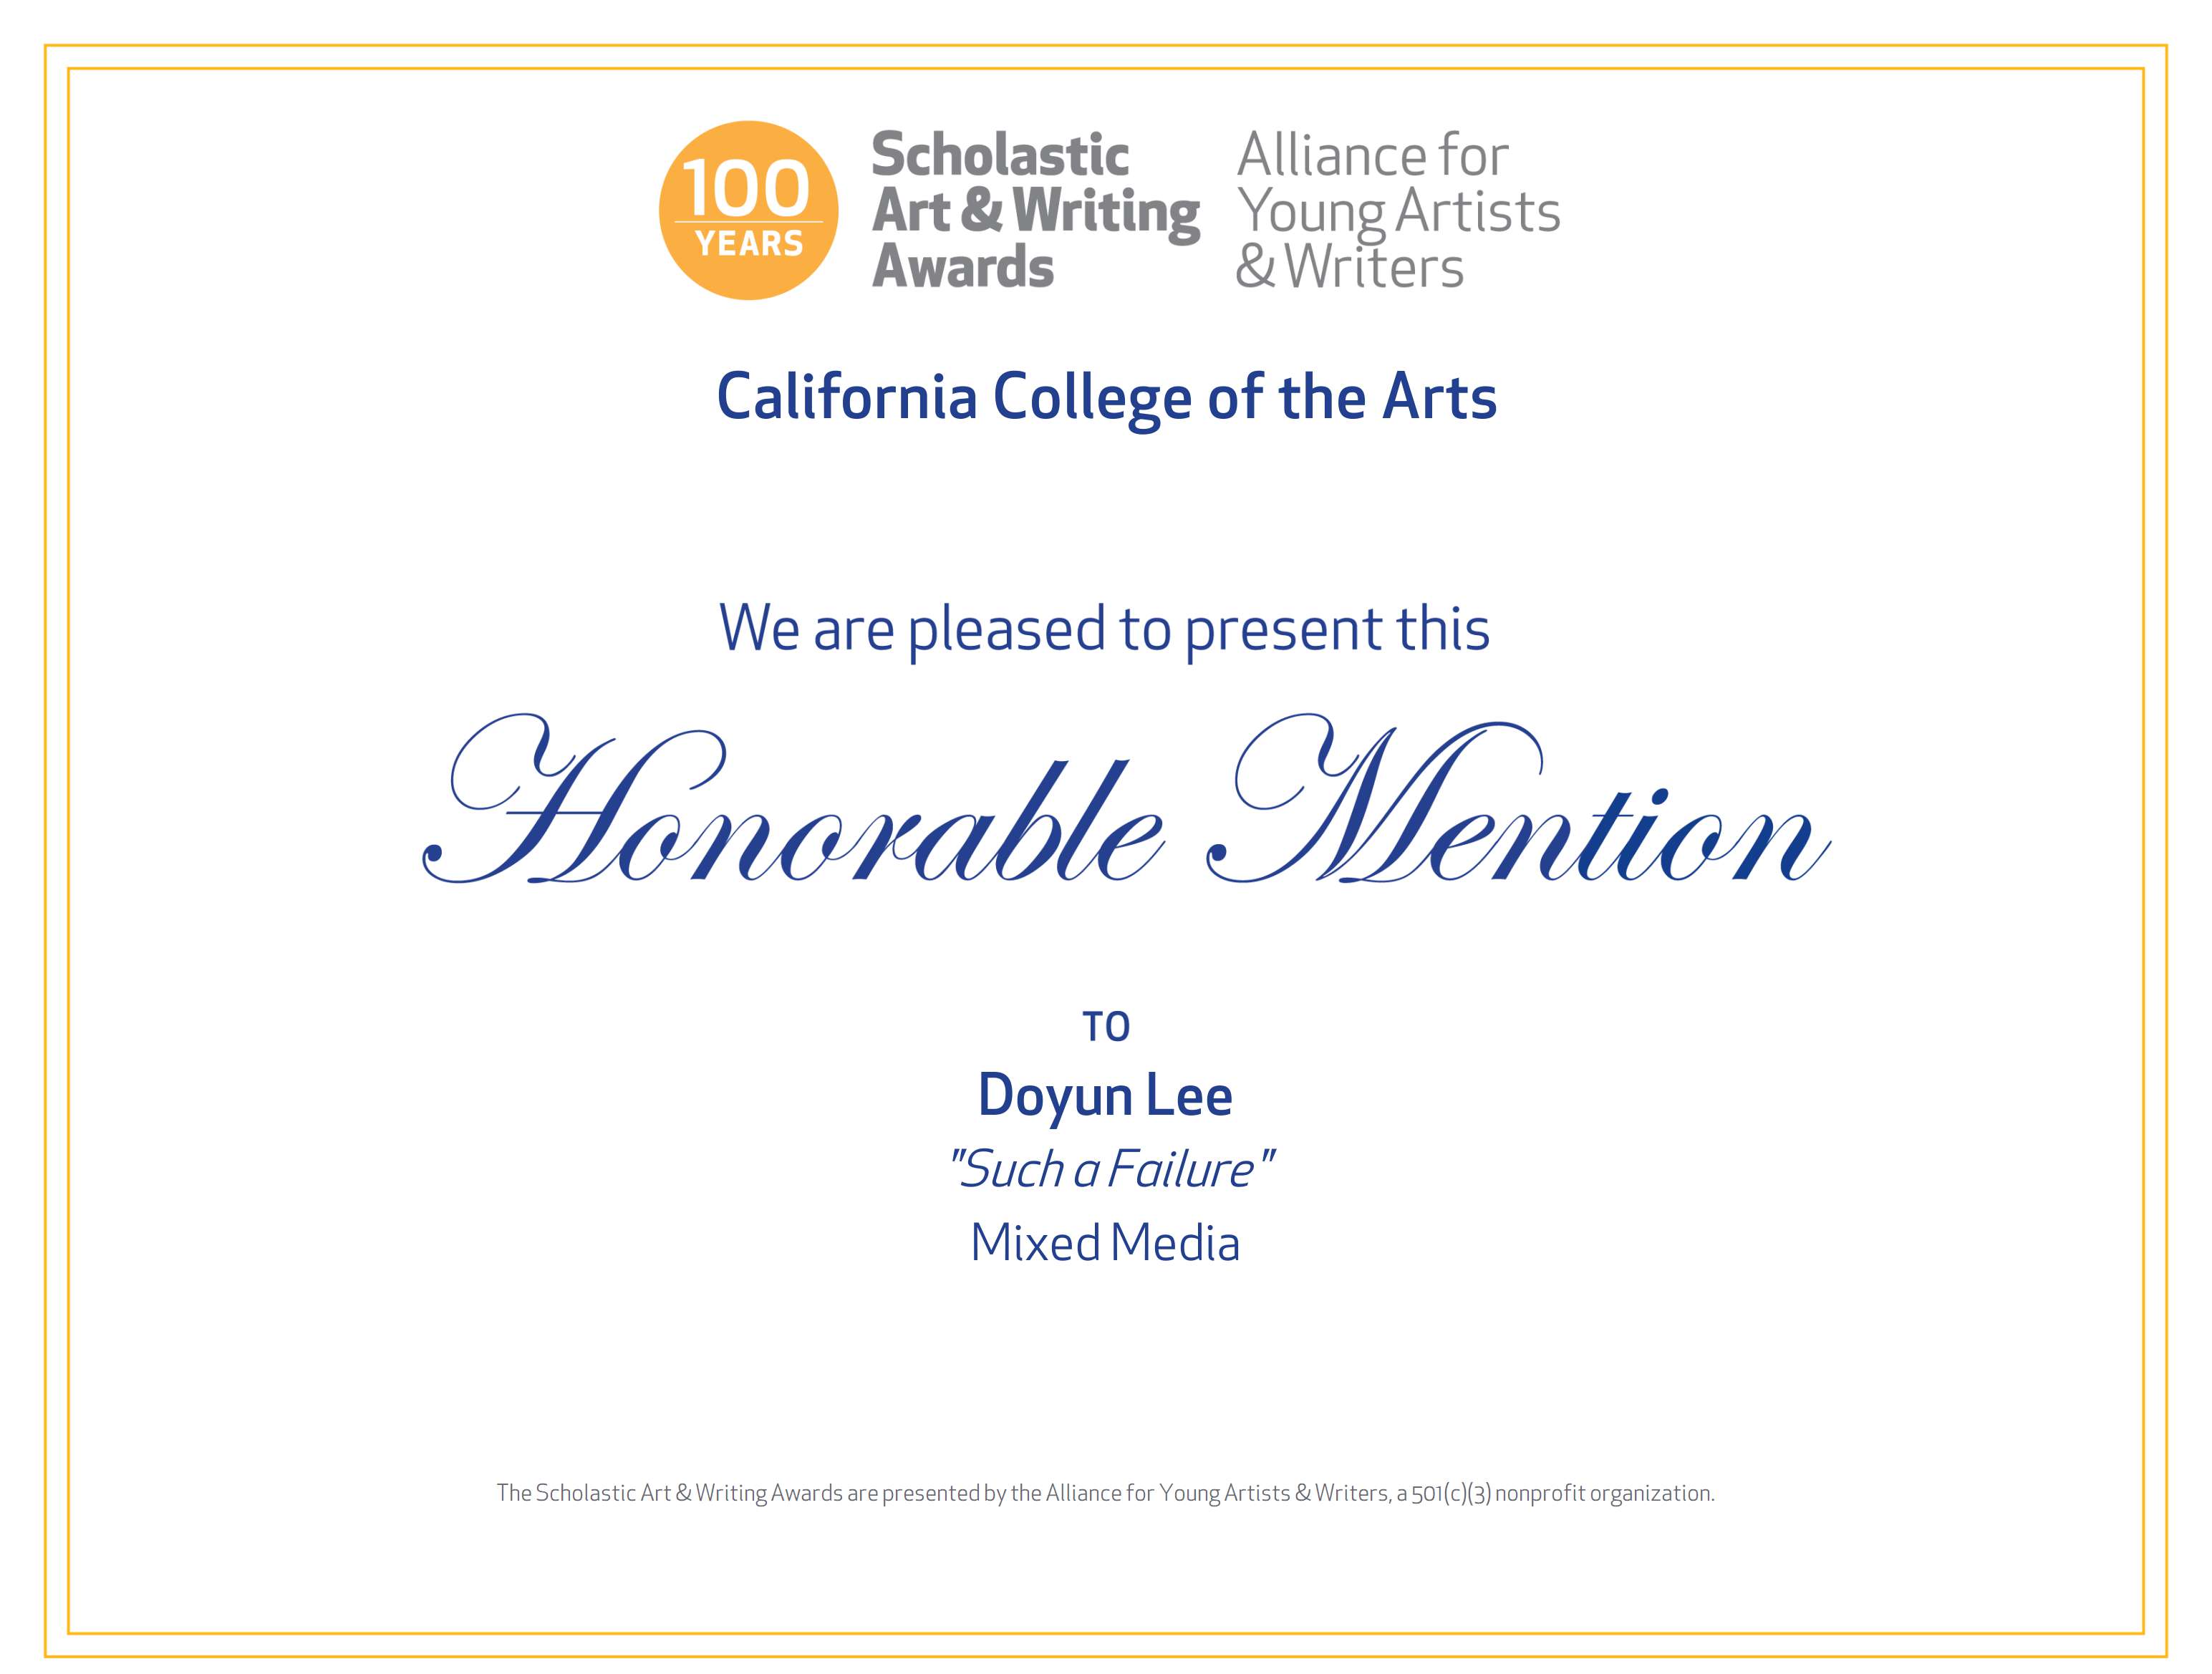 100
YEARS
Scholastic
Art & Writing
Awards
Alliance for
Young Artists
& Writers
California College of the Arts
We are pleased to present this
Honorable Mention
TO
Doyun Lee
"Such a Failure"
Mixed Media
The Scholastic Art & Writing Awards are presented by the Alliance for Young Artists & Writers, a 501(c)(3) nonprofit organization.